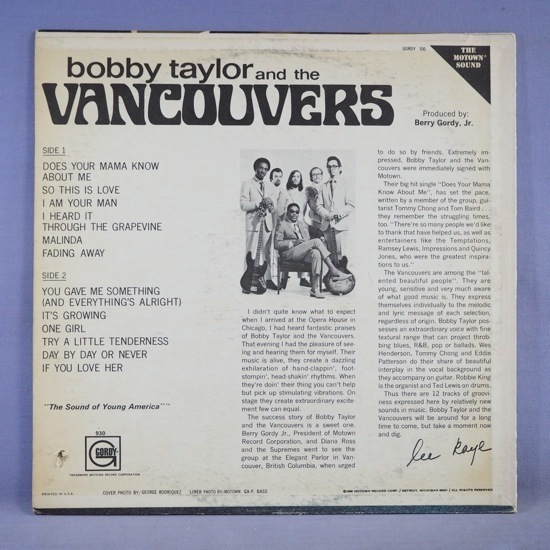 GORDY 930
THE
MOTOWN
SOUND
bobby taylor and the
VANCOUVERS
Produced by:
Berry Gordy, Jr.
SIDE 1
DOES YOUR MAMA KNOW
ABOUT ME
SO THIS IS LOVE
I AM YOUR MAN
I HEARD IT
THROUGH THE GRAPEVINE
MALINDA
FADING AWAY
SIDE 2
YOU GAVE ME SOMETHING
(AND EVERYTHING'S ALRIGHT)
IT'S GROWING
ONE GIRL
TRY A LITTLE TENDERNESS
DAY BY DAY OR NEVER
IF YOU LOVE HER
"The Sound of Young America"
930
GORDY
TRADEMARK MOTOWN RECORD CORPORATION
PRINTED IN U.S.A.
I didn't quite know what to expect
when I arrived at the Opera House in
Chicago, I had heard fantastic praises
of Bobby Taylor and the Vancouvers.
That evening I had the pleasure of see-
ing and hearing them for myself. Their
music is alive, they create a dazzling
exhilaration of hand-clappin', foot-
stompin', head-shakin' rhythms. When
they're doin' their thing you can't help
but pick up stimulating vibrations. On
stage they create extraordinary excite-
ment few can equal.
The success story of Bobby Taylor
and the Vancouvers is a sweet one.
Berry Gordy Jr., President of Motown
Record Corporation, and Diana Ross
and the Supremes went to see the
group at the Elegant Parlor in Van-
couver, British Columbia, when urged
to do so by friends. Extremely im-
pressed, Bobby Taylor and the Van-
couvers were immediately signed with
Motown.
Their big hit single "Does Your Mama
Know About Me", has set the pace,
written by a member of the group, gui-
tarist Tommy Chong and Tom Baird . . .
they remember the struggling times,
too. "There're so many people we'd like
to thank that have helped us, as well as
entertainers like the Temptations,
Ramsey Lewis, Impressions and Quincy
Jones, who were the greatest inspira-
tions to us."
The Vancouvers are among the "tal-
ented beautiful people". They are
young, sensitive and very much aware
of what good music is. They express
themselves individually to the melodic
and lyric message of each selection,
regardless of origin. Bobby Taylor pos-
sesses an extraordinary voice with fine
textural range that can project throb-
bing blues, R&B, pop or ballads. Wes
Henderson, Tommy Chong and Eddie
Patterson do their share of beautiful
interplay in the vocal background as
they accompany on guitar. Robbie King
is the organist and Ted Lewis on drums.
Thus there are 12 tracks of groov-
iness expressed here by relatively new
sounds in music. Bobby Taylor and the
Vancouvers will be around for a long
time to come, but take a moment now
and dig.
COVER PHOTO BY/GEORGE RODRIQUEZ LINER PHOTO BY/MOTOWN
MOTOWN RECORD CORP. / DETROIT, MICHIGAN / ALL RIGHTS RESERVED